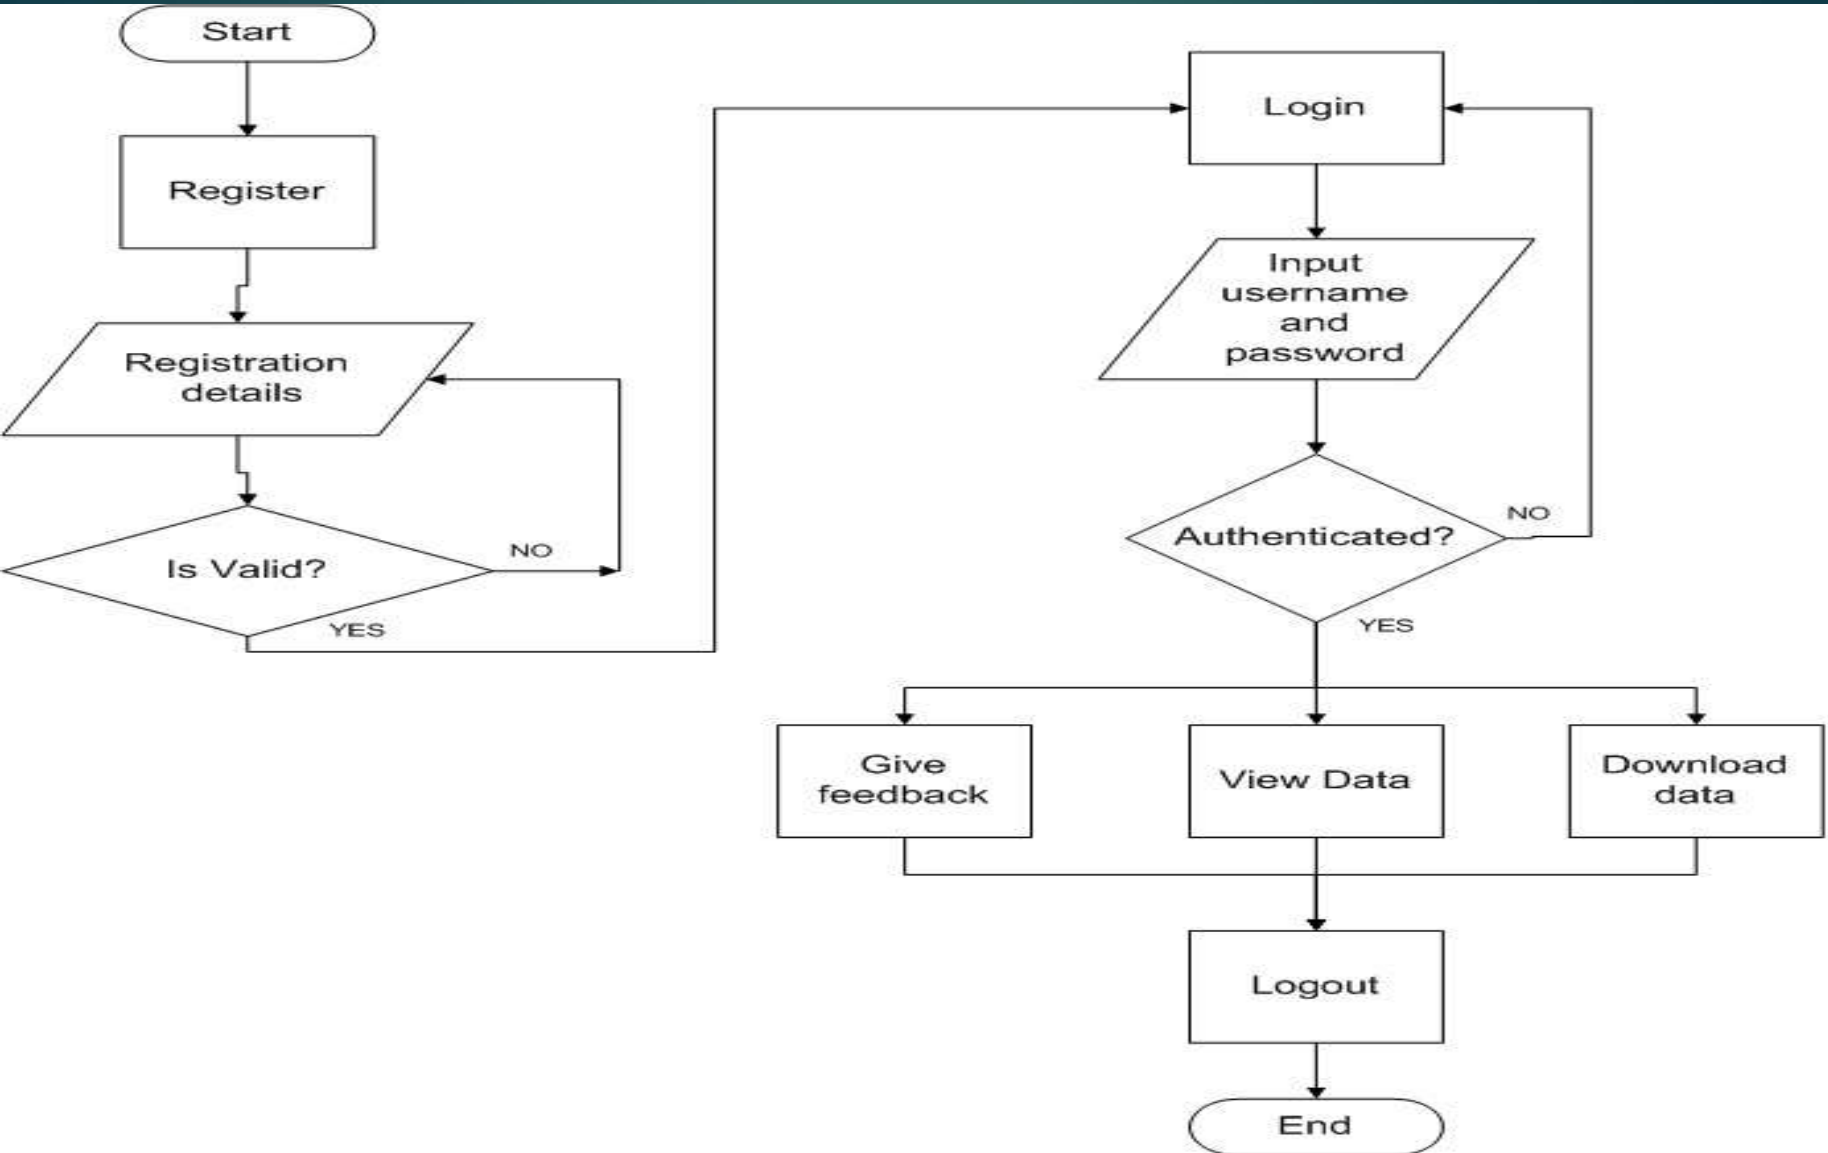 Start
Register
Registration
details
Is Valid?
NO
YES
Login
Input
username
and
password
Authenticated?
NO
YES
Give
feedback
View Data
Download
data
Logout
End